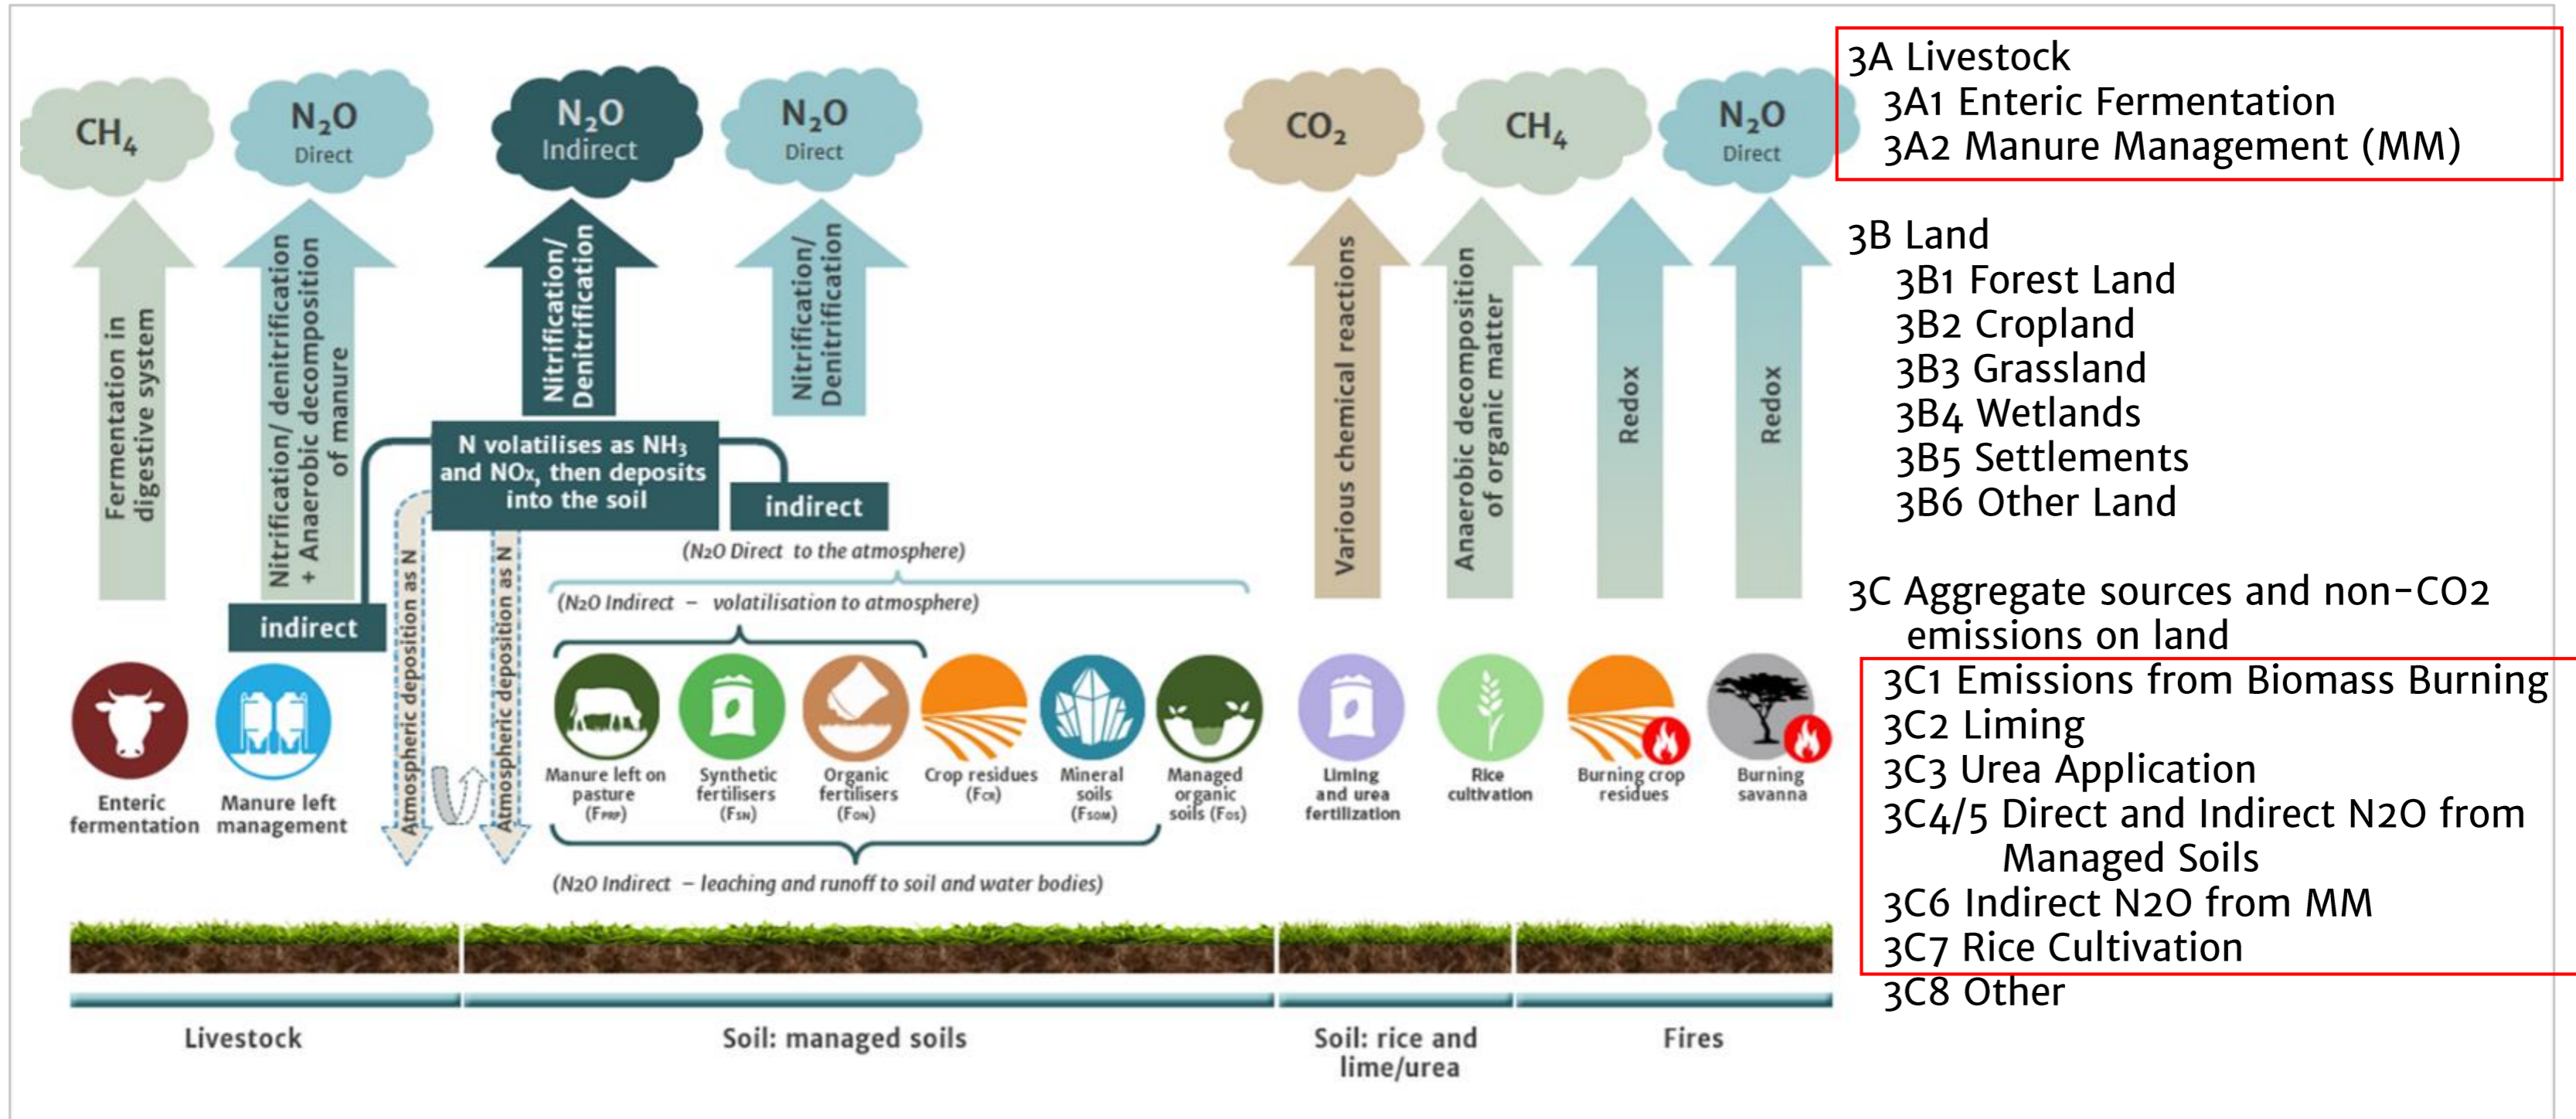 CH₄
N₂O
Direct
N₂O
Indirect
N₂O
Direct
CO₂
CH₄
N₂O
Direct
Fermentation in
digestive system
Nitrification/ denitrification
+ Anaerobic decomposition
of manure
Nitrification/
Denitrification
Nitrification/
Denitrification
Various chemical reactions
Anaerobic decomposition
of organic matter
Redox
Redox
N volatilises as NH₃
and NOx, then deposits
into the soil
indirect
indirect
Atmospheric deposition as N
Atmospheric deposition as N
(N2O Direct to the atmosphere)
(N2O Indirect – volatilisation to atmosphere)
Enteric
fermentation
Manure left
management
Manure left on
pasture
(FPRP)
Synthetic
fertilisers
(FSN)
Organic
fertilisers
(FON)
Crop residues
(FCR)
Mineral
soils
(FSOM)
Managed
organic
soils (FOS)
Liming
and urea
fertilization
Rice
cultivation
Burning crop
residues
Burning
savanna
(N2O Indirect – leaching and runoff to soil and water bodies)
Livestock
Soil: managed soils
Soil: rice and
lime/urea
Fires
3A Livestock
3A1 Enteric Fermentation
3A2 Manure Management (MM)
3B Land
3B1 Forest Land
3B2 Cropland
3B3 Grassland
3B4 Wetlands
3B5 Settlements
3B6 Other Land
3C Aggregate sources and non-CO2
emissions on land
3C1 Emissions from Biomass Burning
3C2 Liming
3C3 Urea Application
3C4/5 Direct and Indirect N2O from
Managed Soils
3C6 Indirect N2O from MM
3C7 Rice Cultivation
3C8 Other